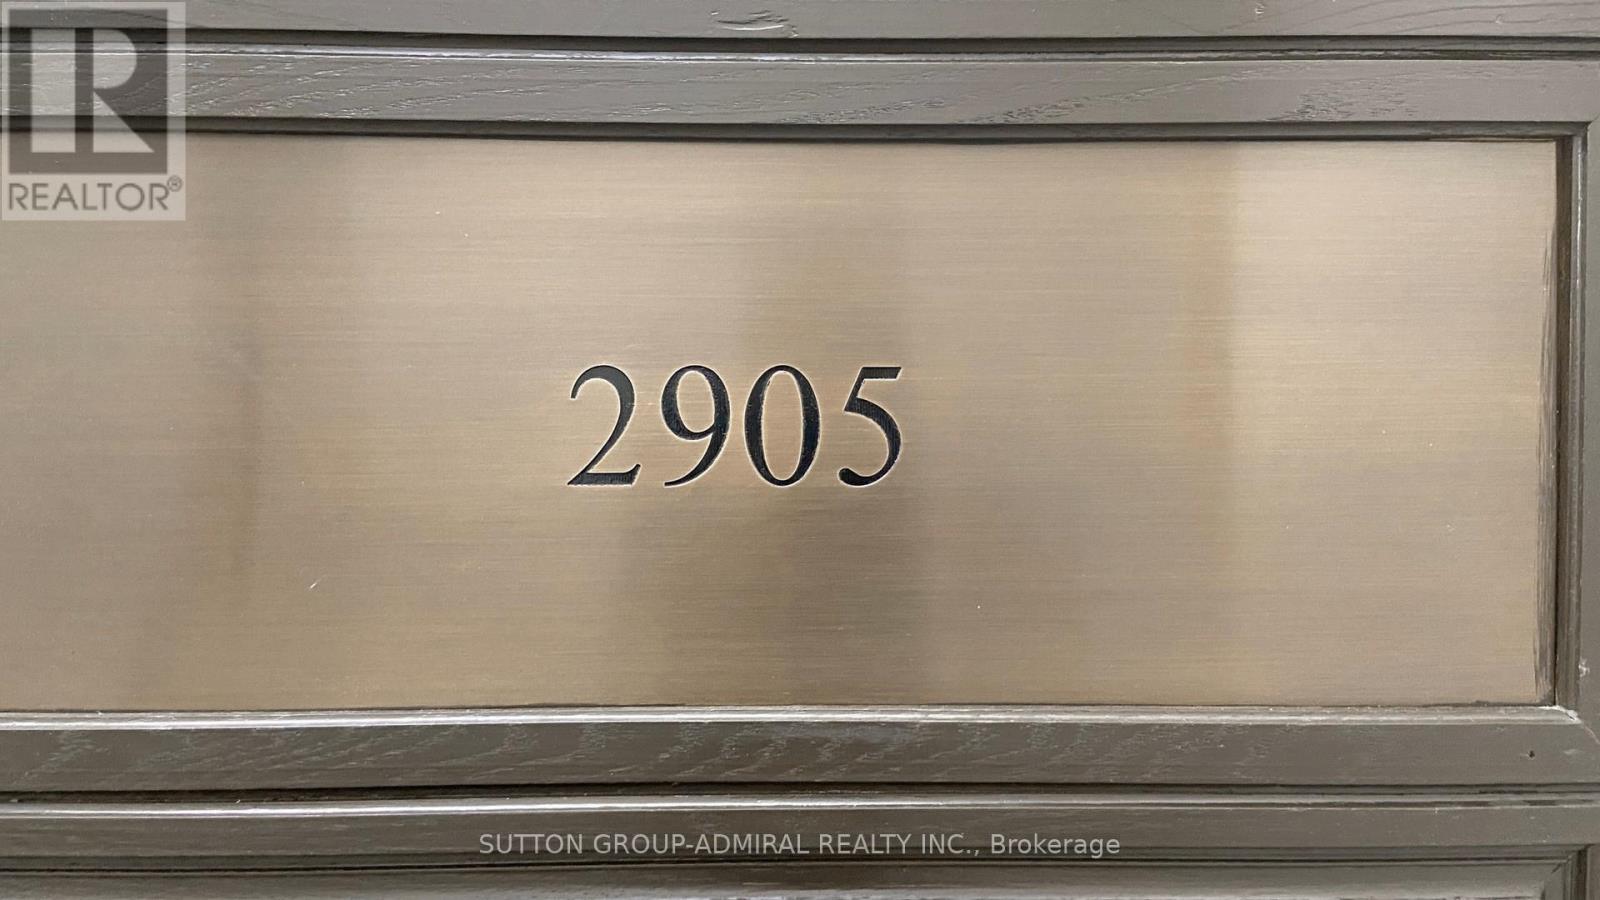 R
REALTOR®
2905
SUTTON GROUP-ADMIRAL REALTY INC., Brokerage